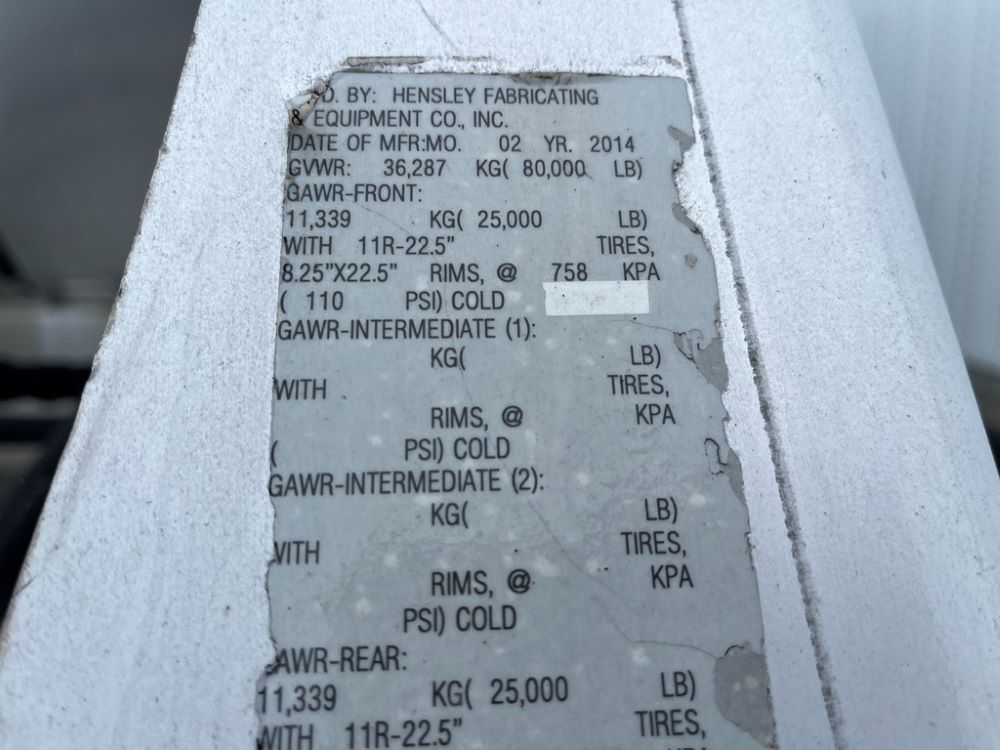 D. BY: HENSLEY FABRICATING
& EQUIPMENT CO., INC.
DATE OF MFR:MO. 02 YR. 2014
GVWR: 36,287 KG( 80,000 LB)
GAWR-FRONT:
11,339 KG( 25,000 LB)
WITH 11R-22.5" TIRES,
8.25"X22.5" RIMS, @ 758 KPA
( 110 PSI) COLD
GAWR-INTERMEDIATE (1):
KG( LB)
WITH TIRES,
RIMS, @ KPA
( PSI) COLD
GAWR-INTERMEDIATE (2):
KG( LB)
WITH TIRES,
RIMS, @ KPA
PSI) COLD
GAWR-REAR:
11,339 KG( 25,000 LB)
WITH 11R-22.5" TIRES,